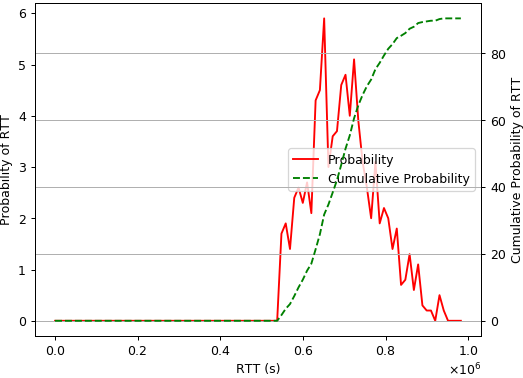 6
5
4
3
2
1
0
Probability of RTT
80
60
40
20
0
Cumulative Probability of RTT
Probability
Cumulative Probability
0.0 0.2 0.4 0.6 0.8 1.0
RTT (s)
×10⁶